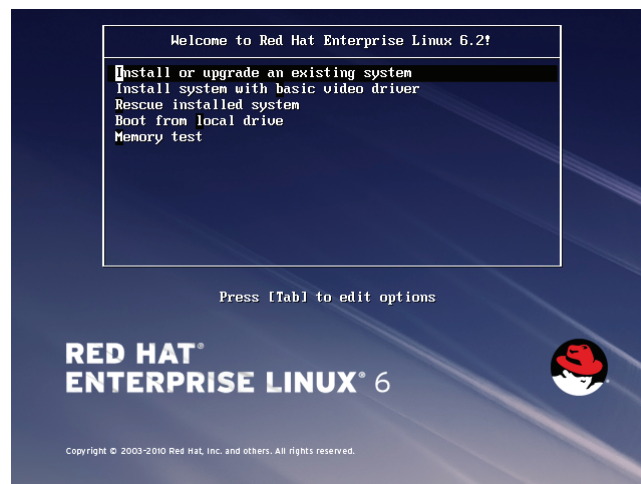 Welcome to Red Hat Enterprise Linux 6.2!
Install or upgrade an existing system
Install system with basic video driver
Rescue installed system
Boot from local drive
Memory test
Press [Tab] to edit options
RED HAT®
ENTERPRISE LINUX® 6
Copyright © 2003-2010 Red Hat, Inc. and others. All rights reserved.